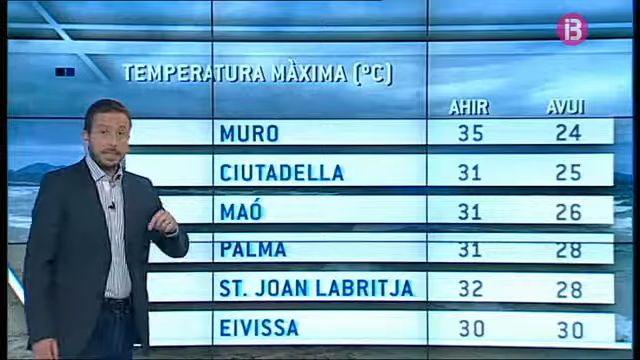 TEMPERATURA MÀXIMA (ºC)
AHIR AVUI
MURO 35 24
CIUTADELLA 31 25
MAÓ 31 26
PALMA 31 28
ST. JOAN LABRITJA 32 28
EIVISSA 30 30